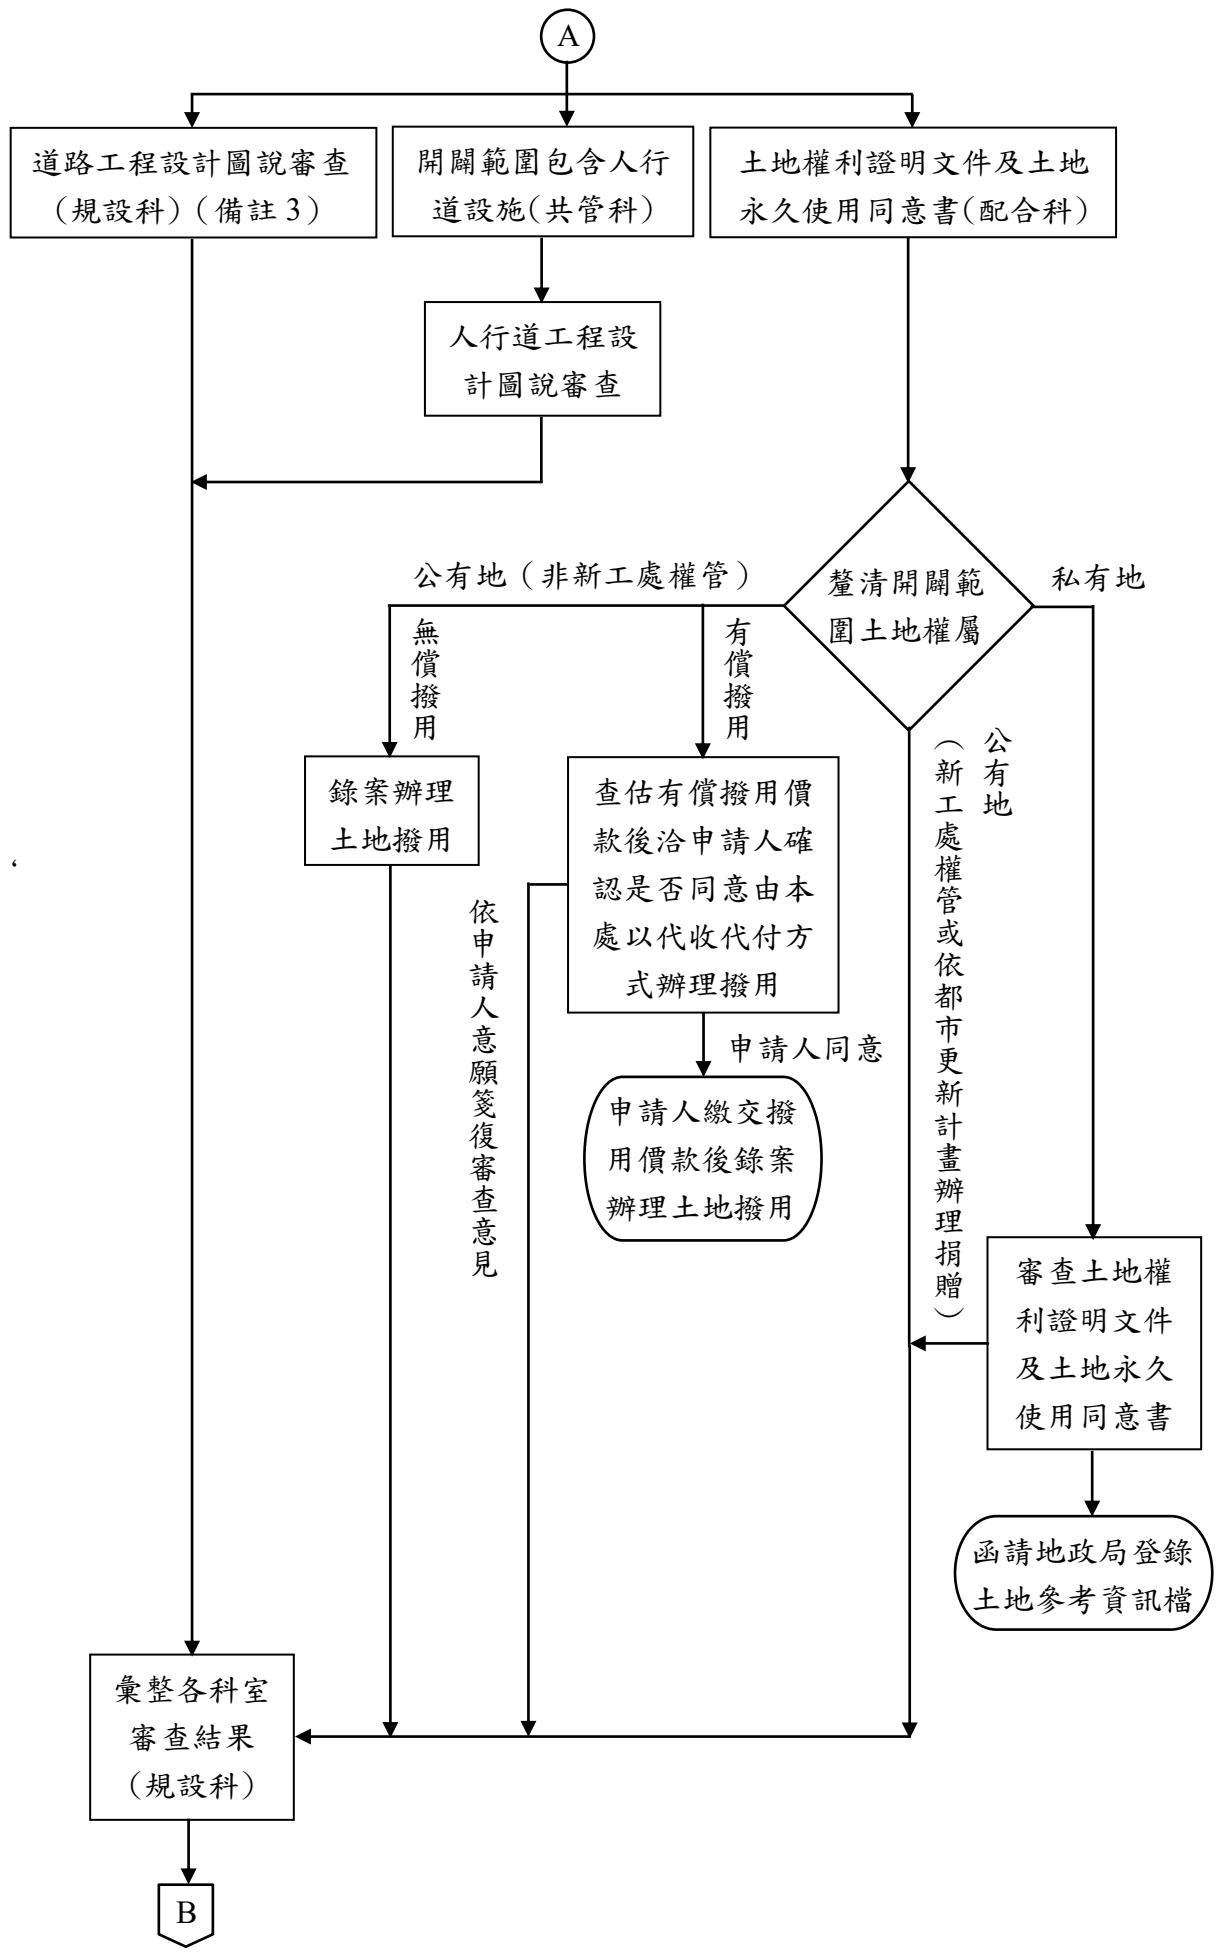 A
道路工程設計圖說審查
(規設科)(備註3)
開闢範圍包含人行
道設施(共管科)
土地權利證明文件及土地
永久使用同意書(配合科)
人行道工程設
計圖說審查
釐清開闢範
圍土地權屬
公有地(非新工處權管)
私有地
無償撥用
有償撥用
公有地
(新工處權管或依都市更新計畫辦理捐贈)
錄案辦理
土地撥用
查估有償撥用價
款後洽申請人確
認是否同意由本
處以代收代付方
式辦理撥用
依申請人意願箋復審查意見
申請人同意
申請人繳交撥
用價款後錄案
辦理土地撥用
審查土地權
利證明文件
及土地永久
使用同意書
函請地政局登錄
土地參考資訊檔
彙整各科室
審查結果
(規設科)
B